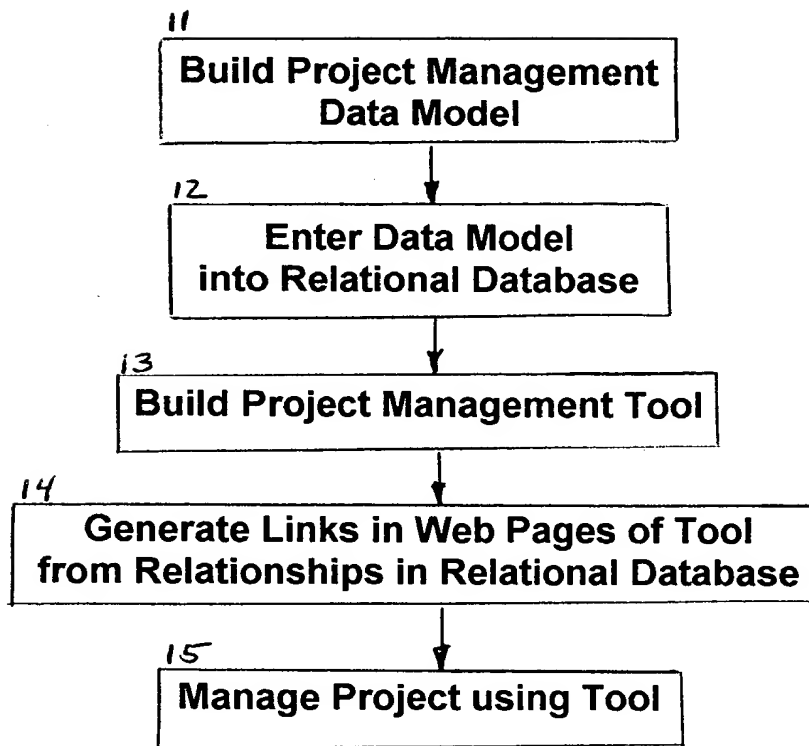 11
Build Project Management
Data Model
12
Enter Data Model
into Relational Database
13
Build Project Management Tool
14
Generate Links in Web Pages of Tool
from Relationships in Relational Database
15
Manage Project using Tool